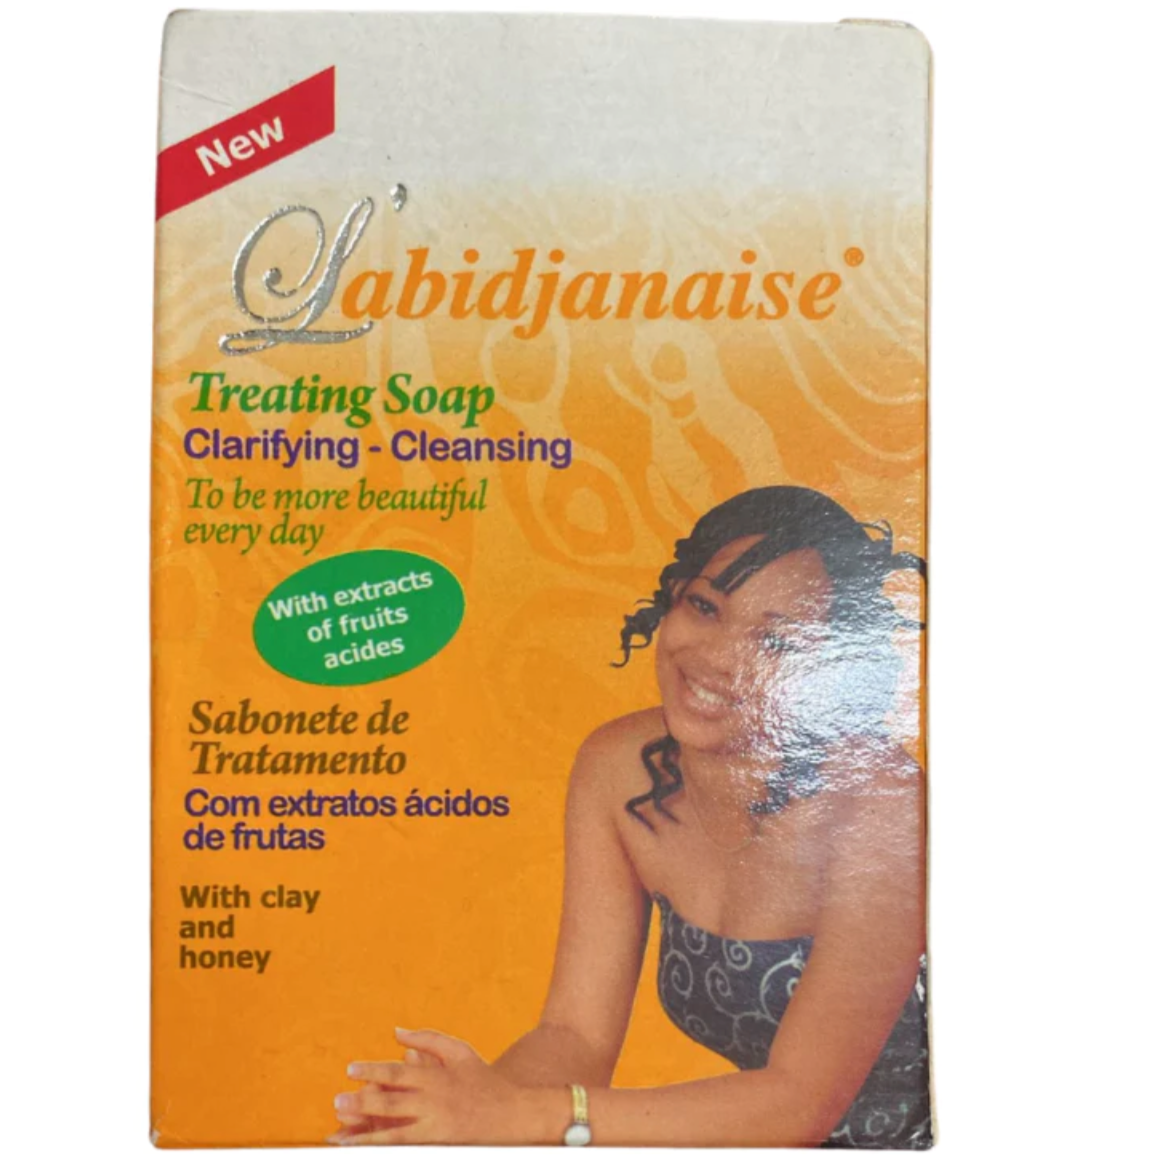 New
L'abidjanaise®
Treating Soap
Clarifying - Cleansing
To be more beautiful
every day
With extracts
of fruits
acides
Sabonete de
Tratamento
Com extratos ácidos
de frutas
With clay
and
honey